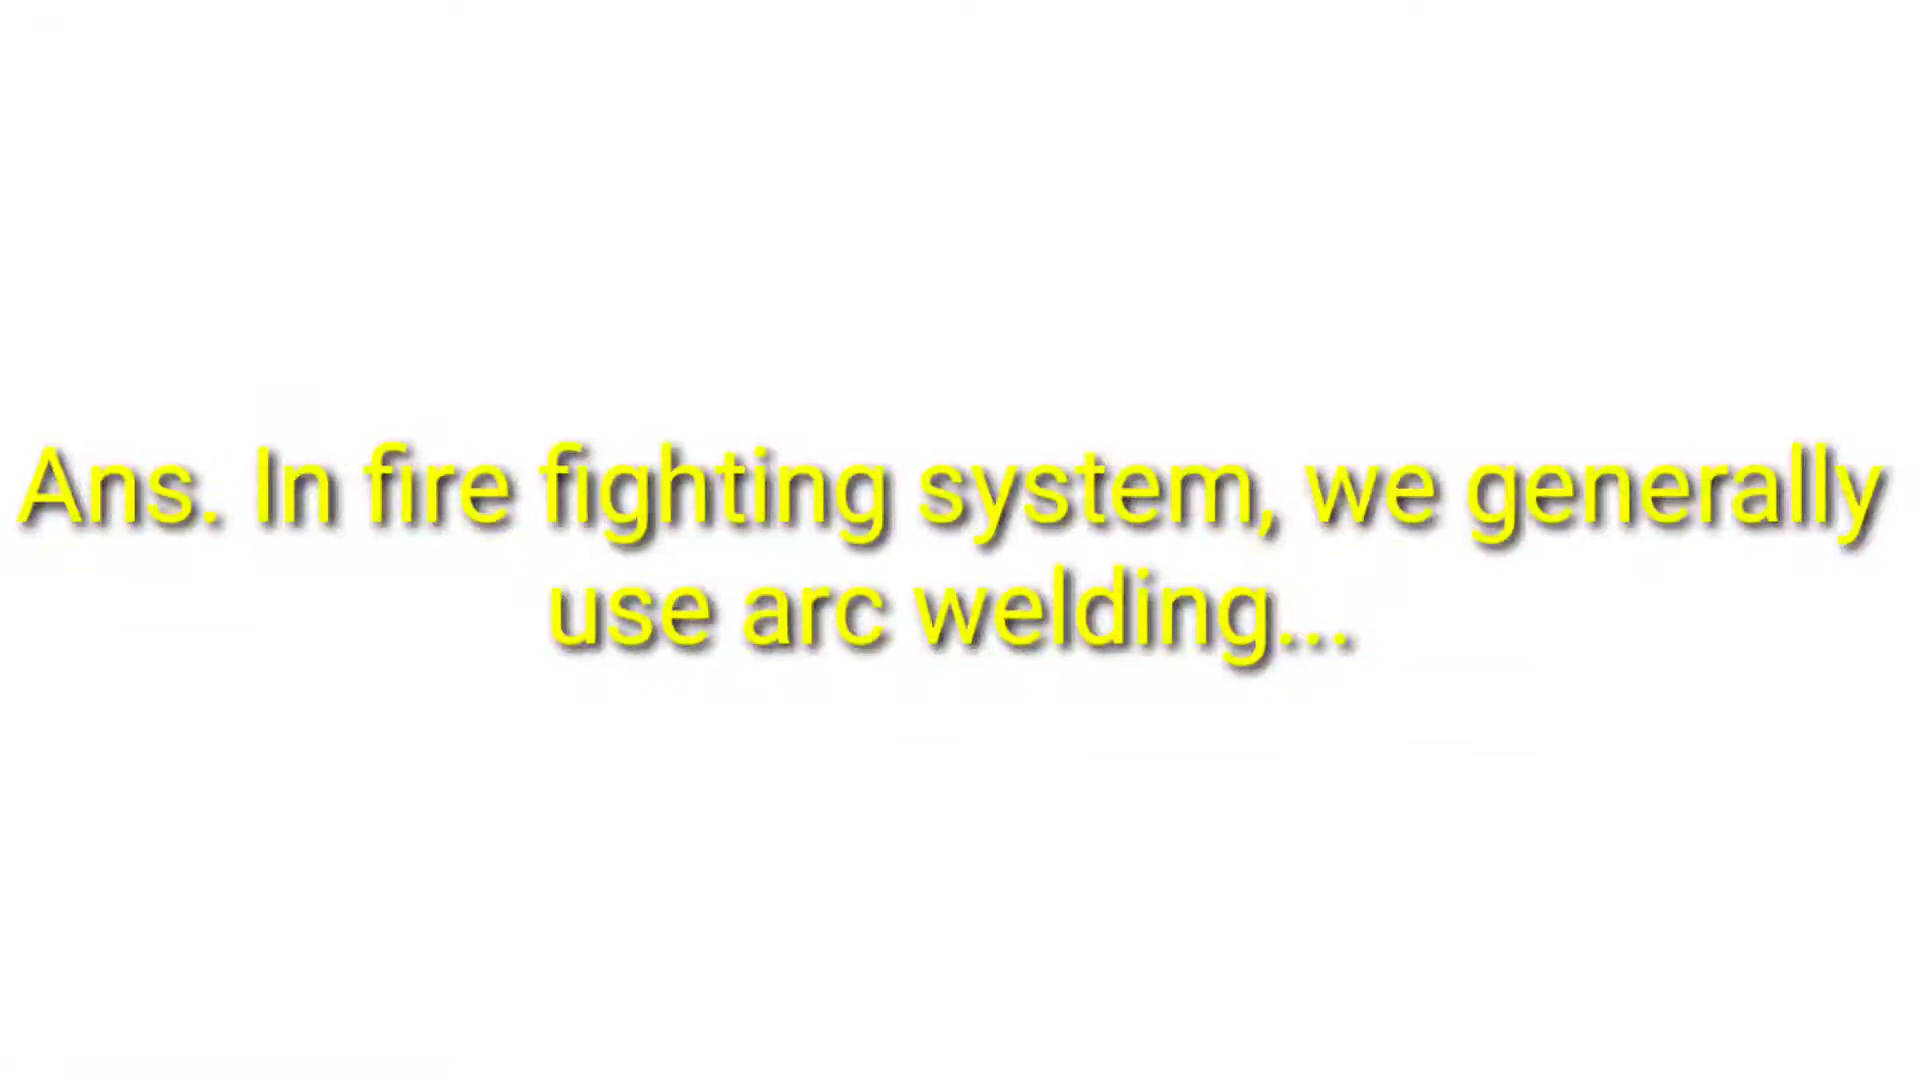 Ans. In fire fighting system, we generally
use arc welding...